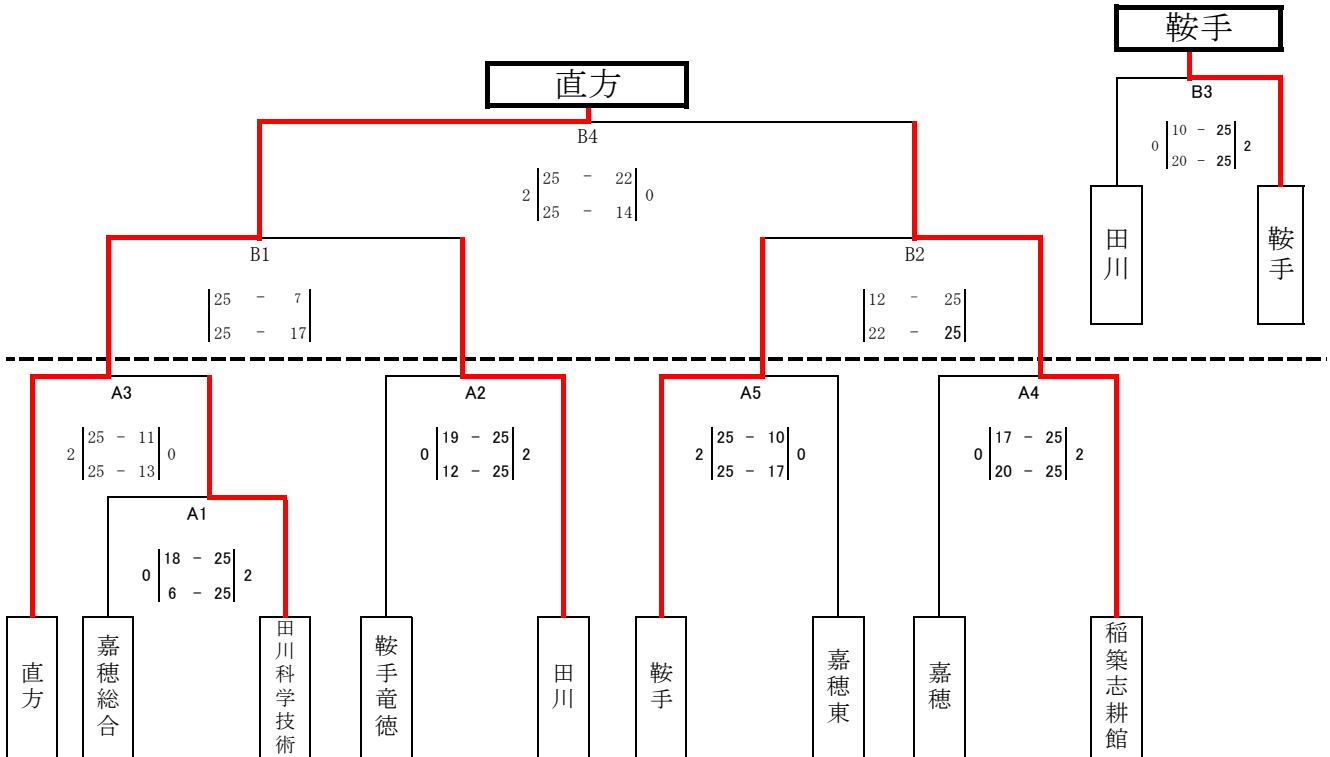 鞍手
直方
B3
0 10 - 25 2
20 - 25
田川
鞍手
B4
2 25 - 22 0
25 - 14
B1
25 - 7
25 - 17
B2
12 - 25
22 - 25
A3
2 25 - 11 0
25 - 13
A2
0 19 - 25 2
12 - 25
A5
2 25 - 10 0
25 - 17
A4
0 17 - 25 2
20 - 25
A1
0 18 - 25 2
6 - 25
直方
嘉穂総合
田川科学技術
鞍手竜徳
田川
鞍手
嘉穂東
嘉穂
稲築志耕館